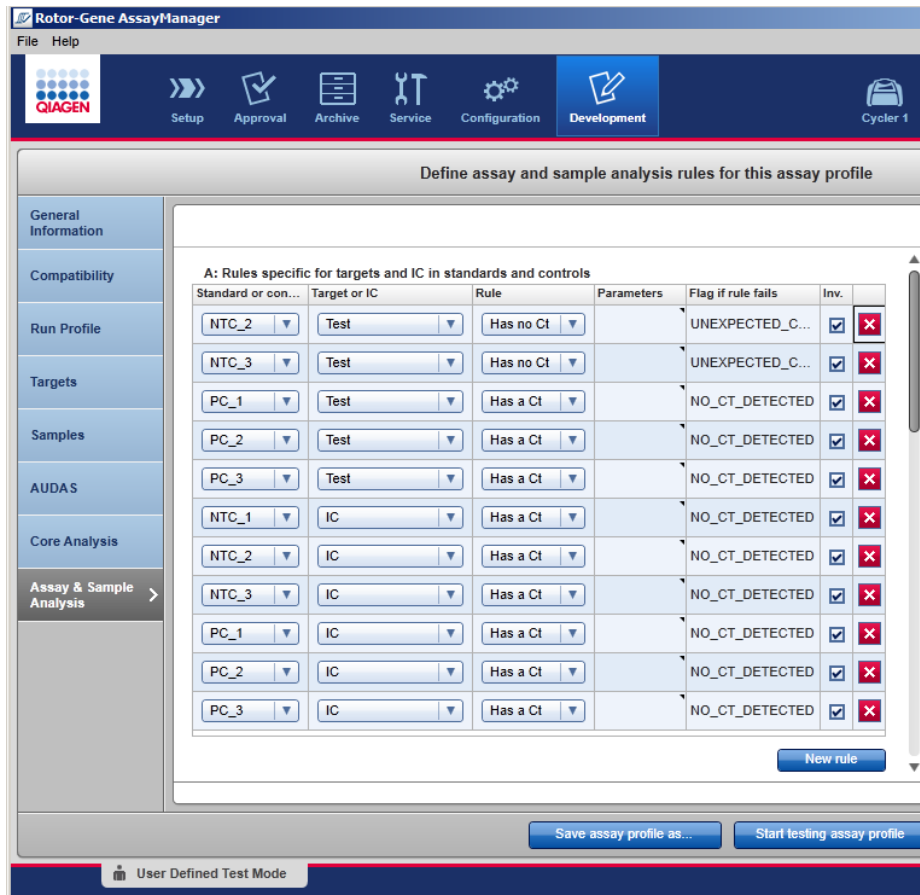 Rotor-Gene AssayManager
File Help
QIAGEN
Setup Approval Archive Service Configuration Development Cycler 1
Define assay and sample analysis rules for this assay profile
General
Information
Compatibility
Run Profile
Targets
Samples
AUDAS
Core Analysis
Assay & Sample
Analysis
A: Rules specific for targets and IC in standards and controls
Standard or con... Target or IC Rule Parameters Flag if rule fails Inv.
NTC_2 Test Has no Ct UNEXPECTED_C...
NTC_3 Test Has no Ct UNEXPECTED_C...
PC_1 Test Has a Ct NO_CT_DETECTED
PC_2 Test Has a Ct NO_CT_DETECTED
PC_3 Test Has a Ct NO_CT_DETECTED
NTC_1 IC Has a Ct NO_CT_DETECTED
NTC_2 IC Has a Ct NO_CT_DETECTED
NTC_3 IC Has a Ct NO_CT_DETECTED
PC_1 IC Has a Ct NO_CT_DETECTED
PC_2 IC Has a Ct NO_CT_DETECTED
PC_3 IC Has a Ct NO_CT_DETECTED
New rule
Save assay profile as... Start testing assay profile
User Defined Test Mode